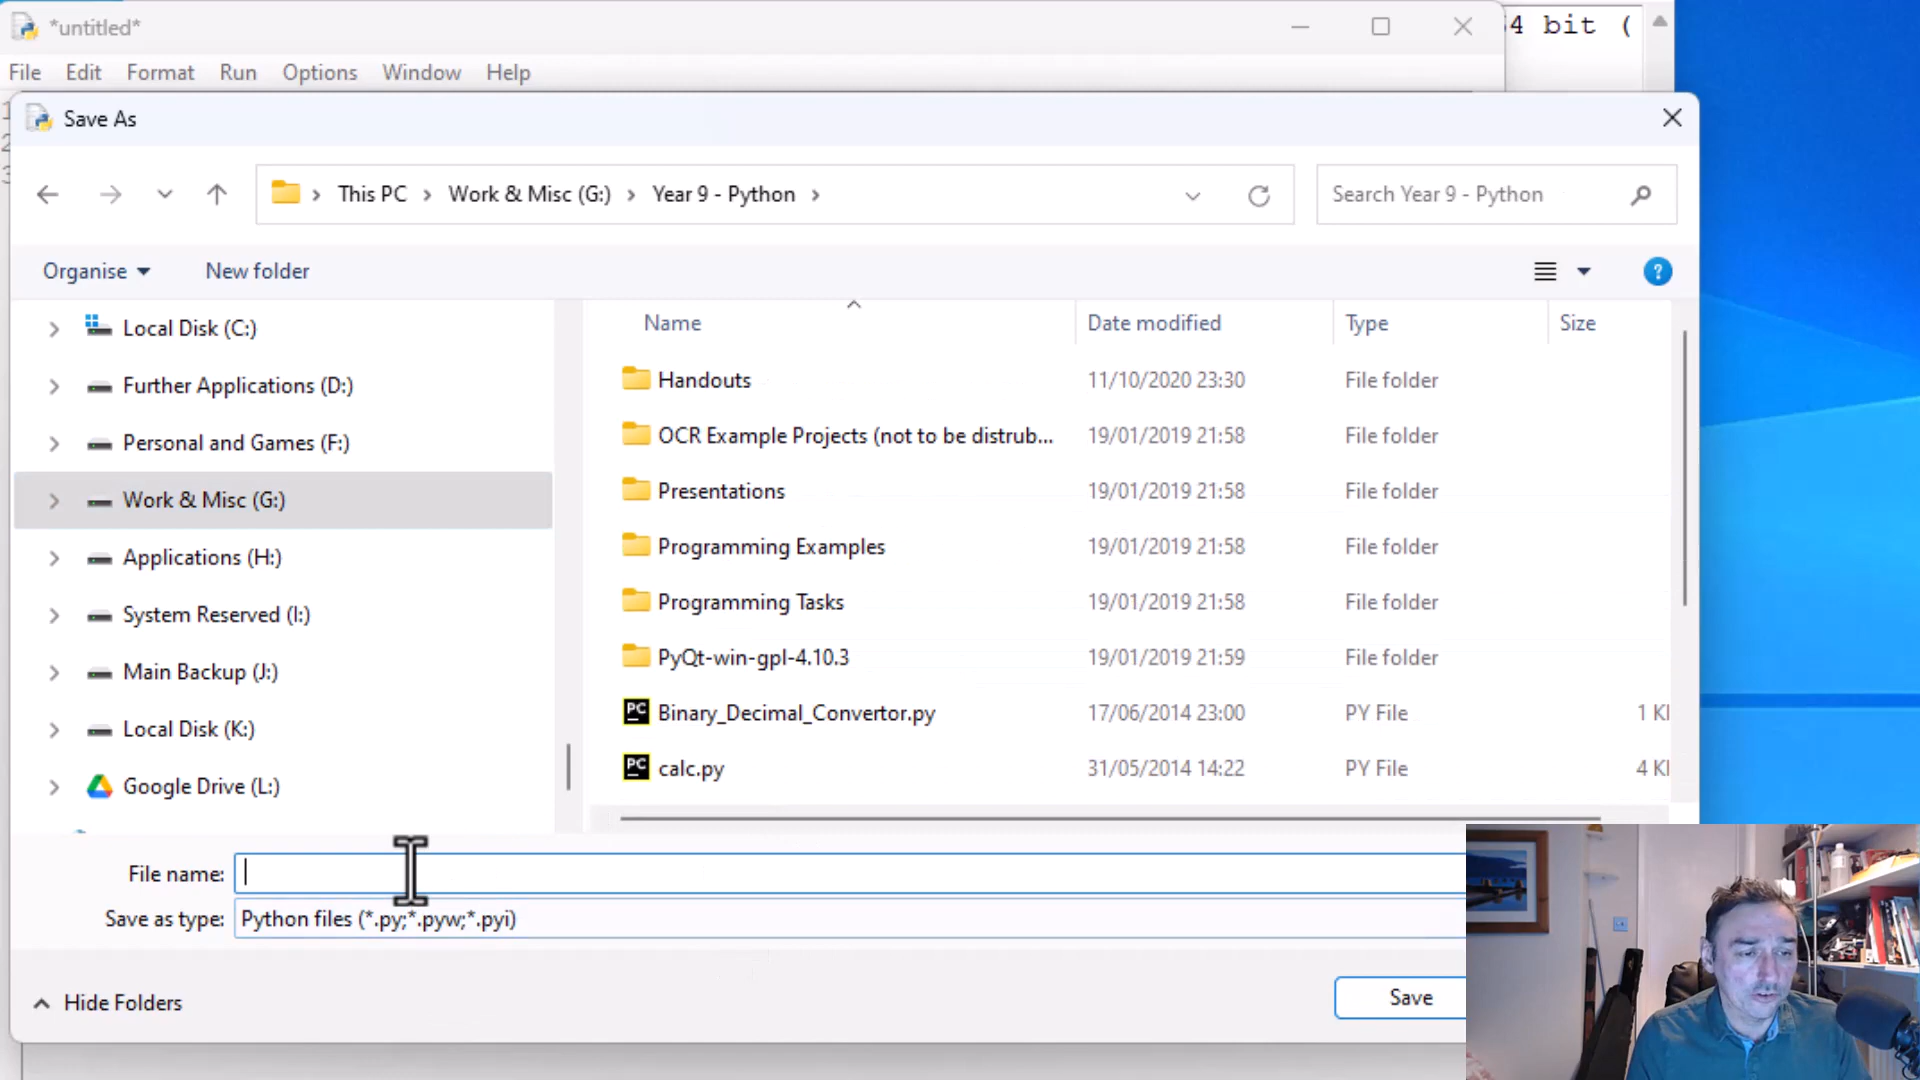 *untitled*
4 bit (
File Edit Format Run Options Window Help
1
2
3
Save As
This PC > Work & Misc (G:) > Year 9 - Python >
Search Year 9 - Python
Organise New folder
?
Name Date modified Type Size
Local Disk (C:)
Further Applications (D:)
Personal and Games (F:)
Work & Misc (G:)
Applications (H:)
System Reserved (I:)
Main Backup (J:)
Local Disk (K:)
Google Drive (L:)
Handouts 11/10/2020 23:30 File folder
OCR Example Projects (not to be distrub... 19/01/2019 21:58 File folder
Presentations 19/01/2019 21:58 File folder
Programming Examples 19/01/2019 21:58 File folder
Programming Tasks 19/01/2019 21:58 File folder
PyQt-win-gpl-4.10.3 19/01/2019 21:59 File folder
PC Binary_Decimal_Convertor.py 17/06/2014 23:00 PY File 1 K
PC calc.py 31/05/2014 14:22 PY File 4 K
File name:
Save as type: Python files (*.py;*.pyw;*.pyi)
Hide Folders
Save